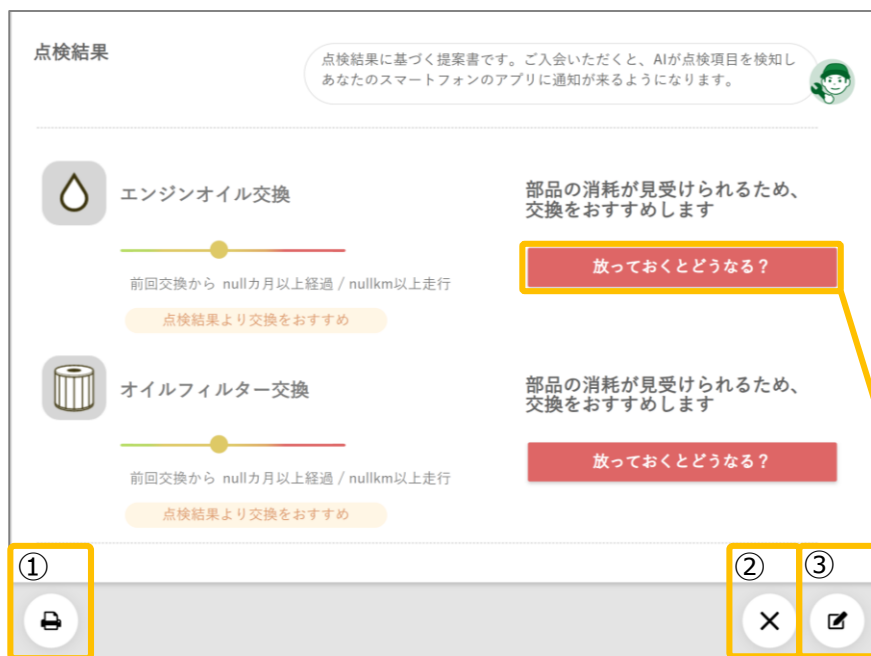 点検結果
点検結果に基づく提案書です。ご入会いただくと、AIが点検項目を検知し
あなたのスマートフォンのアプリに通知が来るようになります。
エンジンオイル交換
部品の消耗が見受けられるため、
交換をおすすめします
放っておくとどうなる？
前回交換から nullカ月以上経過 / nullkm以上走行
点検結果より交換をおすすめ
オイルフィルター交換
部品の消耗が見受けられるため、
交換をおすすめします
放っておくとどうなる？
前回交換から nullカ月以上経過 / nullkm以上走行
点検結果より交換をおすすめ
①
②
③